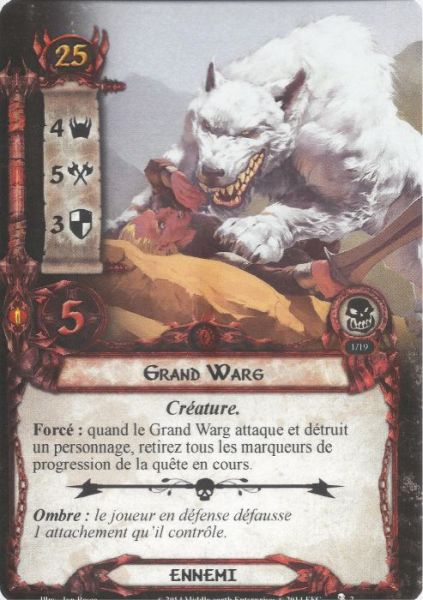 25
4
5
3
5
1/19
GRAND WARG
Créature.
Forcé : quand le Grand Warg attaque et détruit
un personnage, retirez tous les marqueurs de
progression de la quête en cours.
Ombre : le joueur en défense défausse
1 attachement qu'il contrôle.
ENNEMI